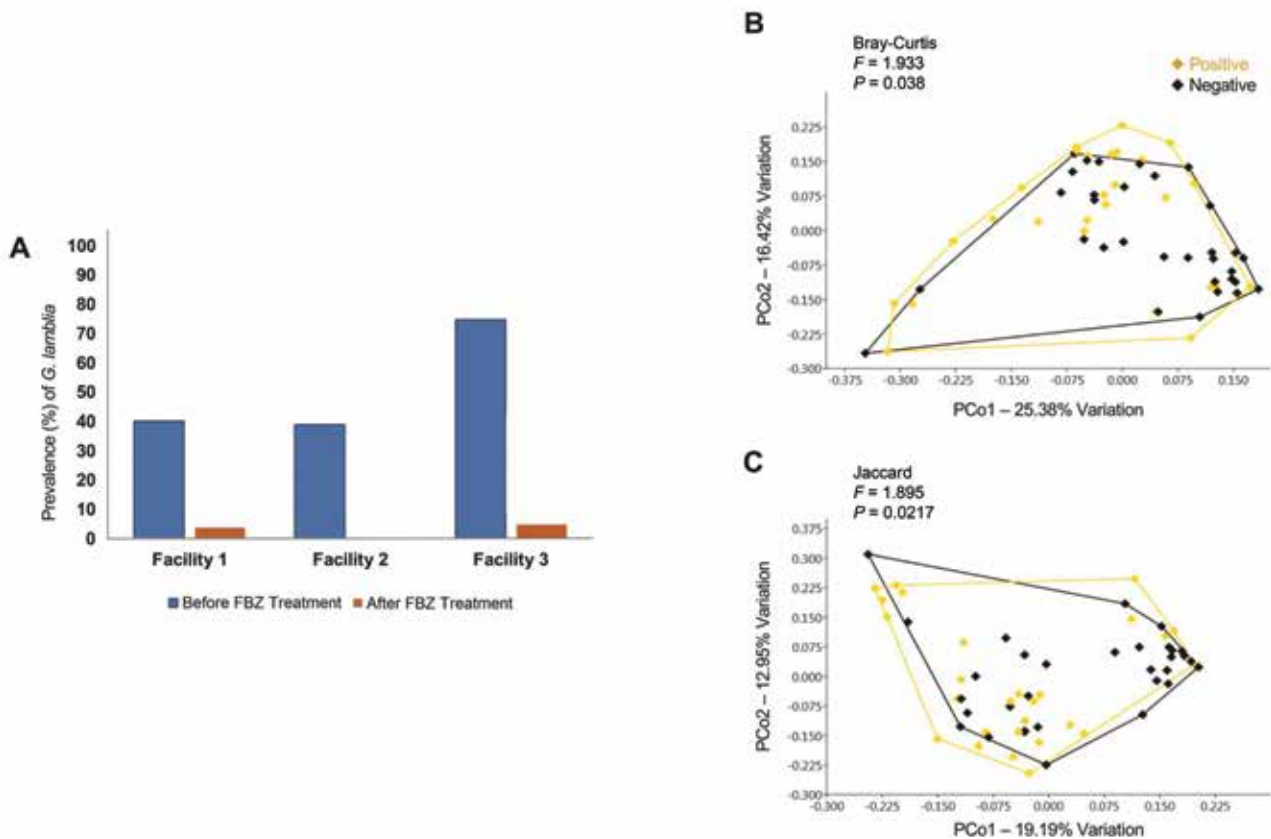 A
Prevalence (%) of G. lamblia
100
90
80
70
60
50
40
30
20
10
0
Facility 1 Facility 2 Facility 3
Before FBZ Treatment After FBZ Treatment
B
Bray-Curtis
F = 1.933
P = 0.038
Positive
Negative
PCo2 – 16.42% Variation
0.225
0.150
0.075
0.000
-0.075
-0.150
-0.225
-0.300
-0.375 -0.300 -0.225 -0.150 -0.075 0.000 0.075 0.150
PCo1 – 25.38% Variation
C
Jaccard
F = 1.895
P = 0.0217
PCo2 – 12.95% Variation
0.375
0.300
0.225
0.150
0.075
0.000
-0.075
-0.150
-0.225
-0.300
-0.300 -0.225 -0.150 -0.075 0.000 0.075 0.150 0.225
PCo1 – 19.19% Variation